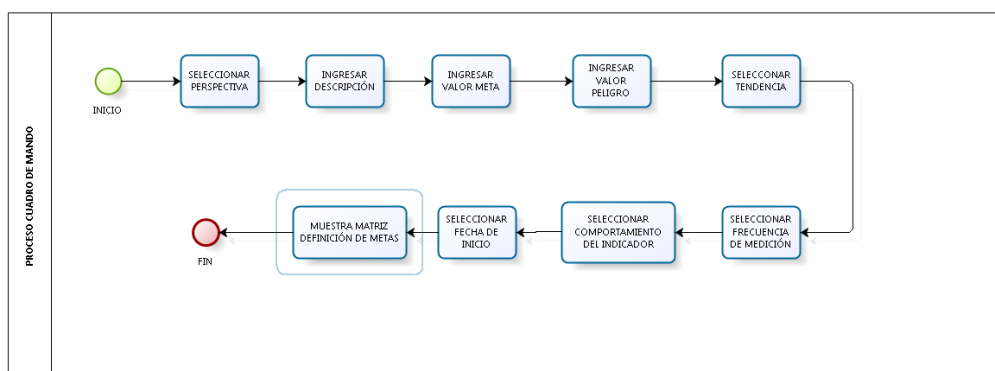 PROCESO CUADRO DE MANDO
INICIO
SELECCIONAR
PERSPECTIVA
INGRESAR
DESCRIPCIÓN
INGRESAR
VALOR META
INGRESAR
VALOR
PELIGRO
SELECCONAR
TENDENCIA
SELECCIONAR
FRECUENCIA
DE MEDICIÓN
SELECCIONAR
COMPORTAMIENTO
DEL INDICADOR
SELECCIONAR
FECHA DE
INICIO
MUESTRA MATRIZ
DEFINICIÓN DE METAS
FIN